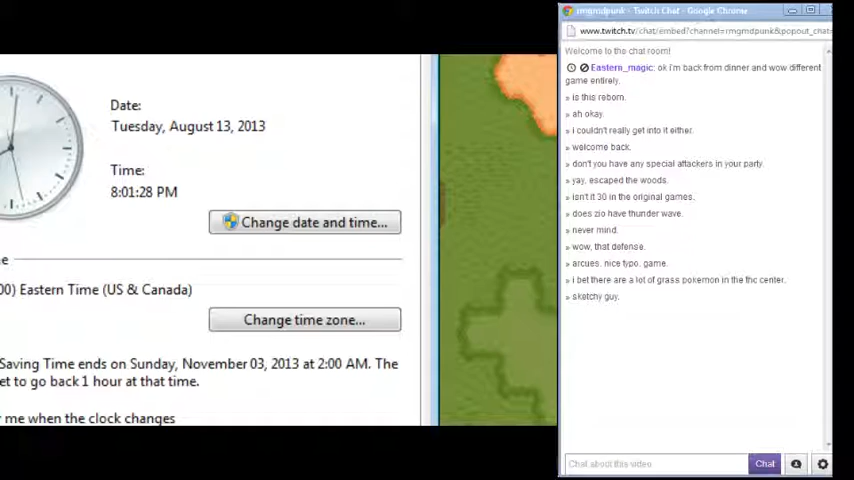 Date:
Tuesday, August 13, 2013
Time:
8:01:28 PM
Change date and time...
e
00) Eastern Time (US & Canada)
Change time zone...
Saving Time ends on Sunday, November 03, 2013 at 2:00 AM. The
et to go back 1 hour at that time.
me when the clock changes
rmgmdpunk - Twitch Chat - Google Chrome
www.twitch.tv/chat/embed?channel=rmgmdpunk&popout_chat=
Welcome to the chat room!
Eastern_magic: ok i'm back from dinner and wow different
game entirely.
» is this reborn.
» ah okay.
» i couldn't really get into it either.
» welcome back.
» don't you have any special attackers in your party.
» yay, escaped the woods.
» isn't it 30 in the original games.
» does zio have thunder wave.
» never mind.
» wow, that defense.
» arcues. nice typo. game.
» i bet there are a lot of grass pokemon in the thc center.
» sketchy guy.
Chat about this video
Chat